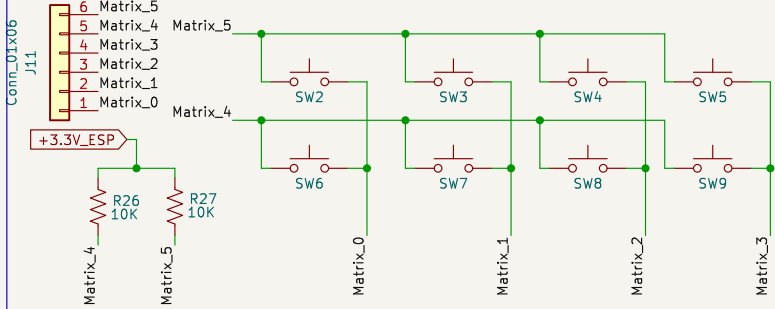 Conn_01x06
J11
6 Matrix_5
5 Matrix_4
4 Matrix_3
3 Matrix_2
2 Matrix_1
1 Matrix_0
Matrix_5
SW2 SW3 SW4 SW5
Matrix_4
SW6 SW7 SW8 SW9
+3.3V_ESP
R26
10K
R27
10K
Matrix_4
Matrix_5
Matrix_0
Matrix_1
Matrix_2
Matrix_3